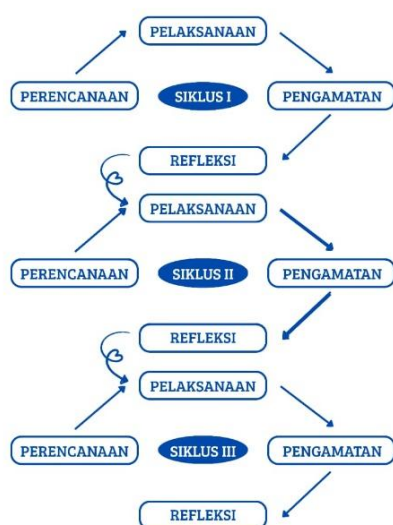 PELAKSANAAN
PERENCANAAN
SIKLUS I
PENGAMATAN
REFLEKSI
PELAKSANAAN
PERENCANAAN
SIKLUS II
PENGAMATAN
REFLEKSI
PELAKSANAAN
PERENCANAAN
SIKLUS III
PENGAMATAN
REFLEKSI